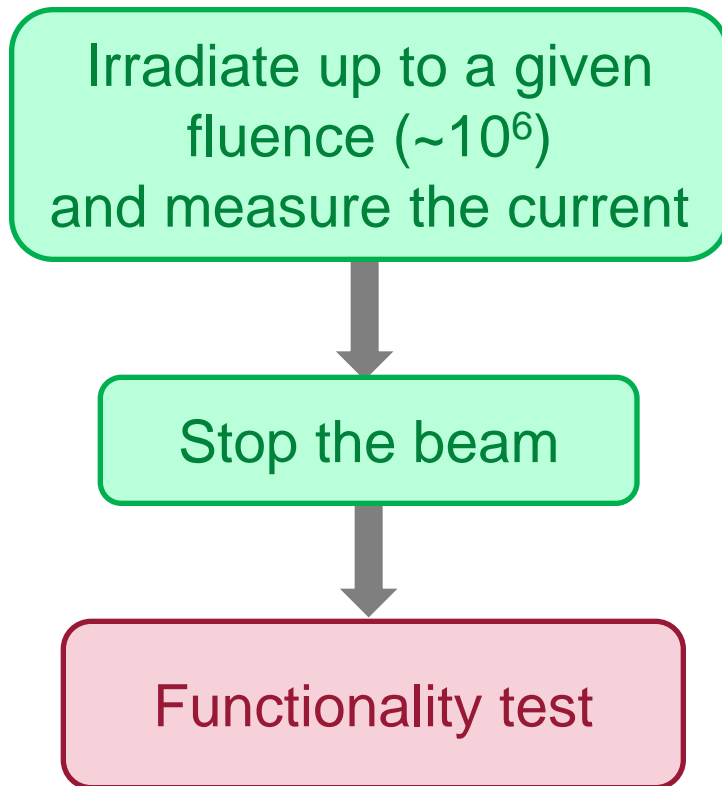 Irradiate up to a given
fluence (~10⁶)
and measure the current
Stop the beam
Functionality test